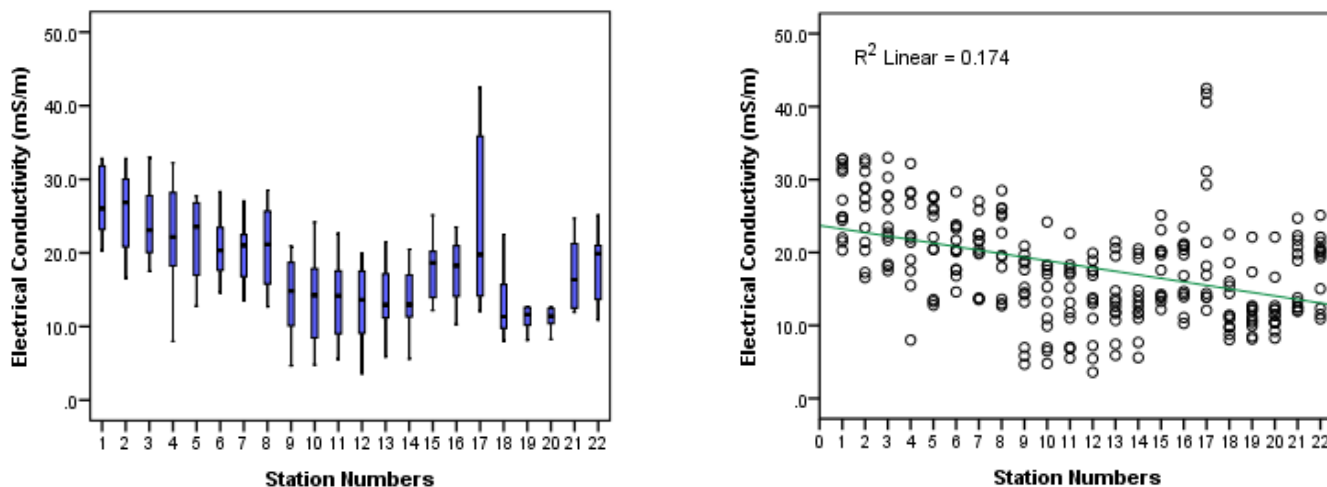 Electrical Conductivity (mS/m)
50.0
40.0
30.0
20.0
10.0
.0
1 2 3 4 5 6 7 8 9 10 11 12 13 14 15 16 17 18 19 20 21 22
Station Numbers
Electrical Conductivity (mS/m)
R² Linear = 0.174
50.0
40.0
30.0
20.0
10.0
.0
0 1 2 3 4 5 6 7 8 9 10 11 12 13 14 15 16 17 18 19 20 21 22
Station Numbers